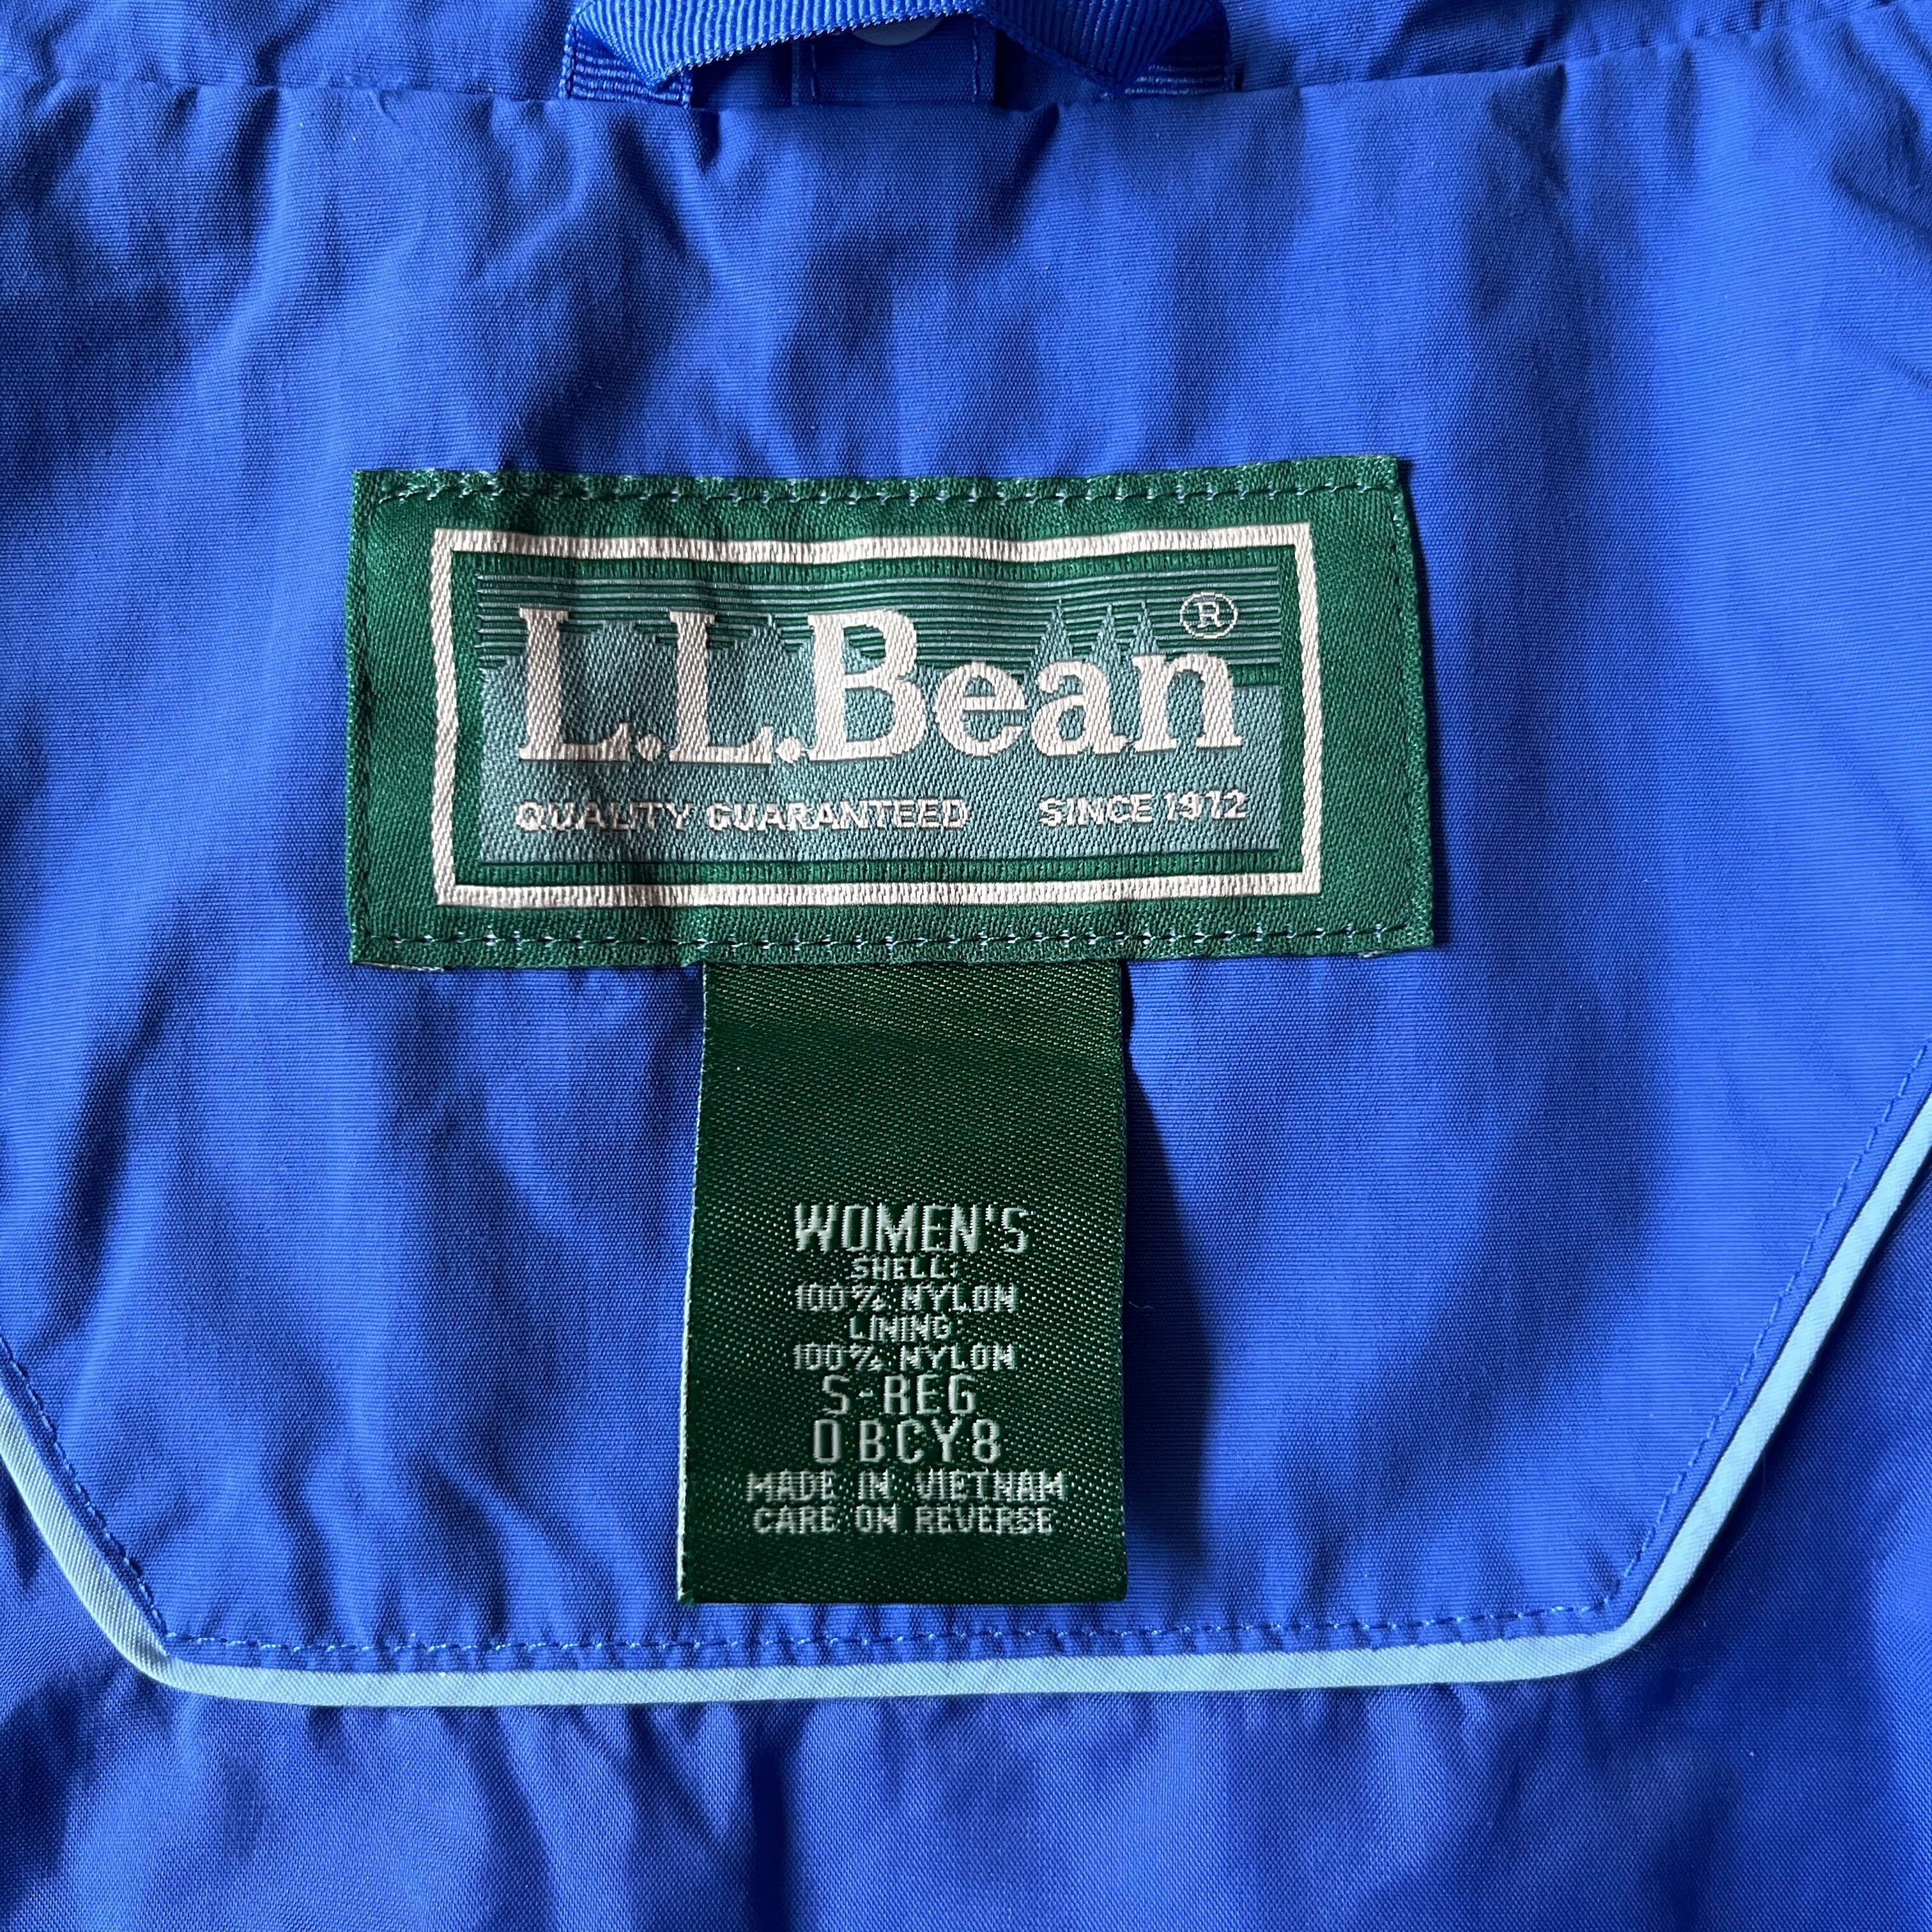 L.L.Bean®
QUALITY GUARANTEED SINCE 1912
WOMEN'S
SHELL:
100% NYLON
LINING:
100% NYLON
S-REG
0BCY8
MADE IN VIETNAM
CARE ON REVERSE